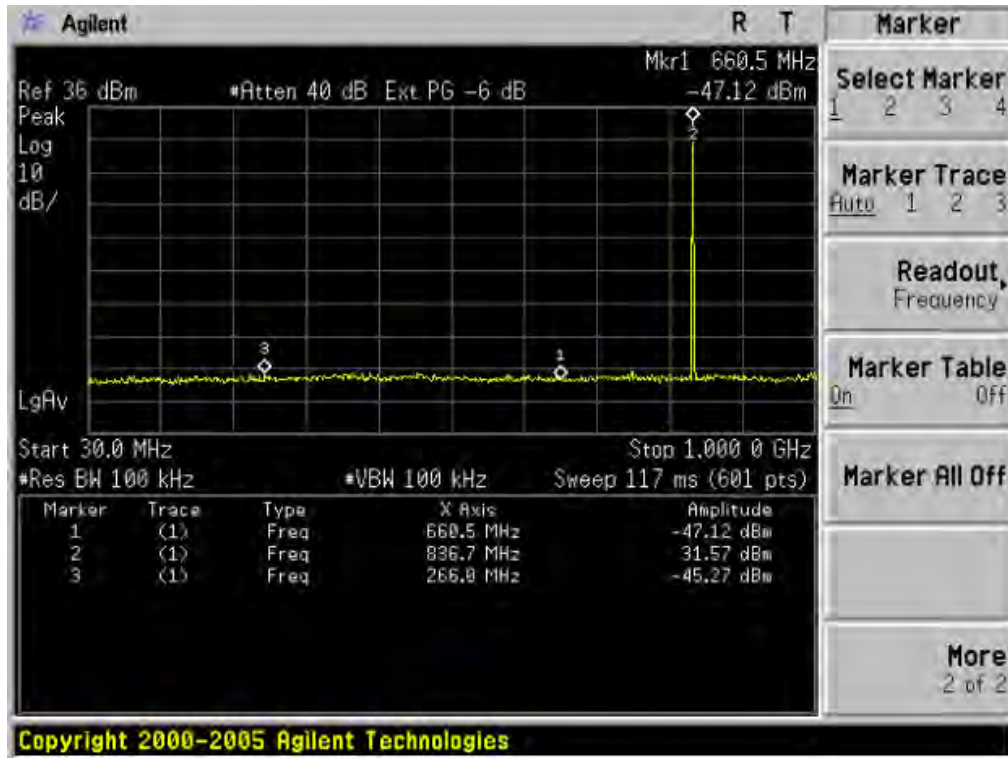 Agilent
R T
Mkr1 660.5 MHz
Ref 36 dBm
*Atten 40 dB Ext PG -6 dB
-47.12 dBm
Peak
Log
10
dB/
1
2
3
1
LgAv
Start 30.0 MHz
Stop 1.000 0 GHz
#Res BW 100 kHz
#VBW 100 kHz
Sweep 117 ms (601 pts)
Marker Trace Type X Axis Amplitude
1 (1) Freq 660.5 MHz -47.12 dBm
2 (1) Freq 836.7 MHz 31.57 dBm
3 (1) Freq 266.0 MHz -45.27 dBm
Marker
Select Marker
1 2 3 4
Marker Trace
Auto 1 2 3
Readout
Frequency
Marker Table
On Off
Marker All Off
More
2 of 2
Copyright 2000-2005 Agilent Technologies